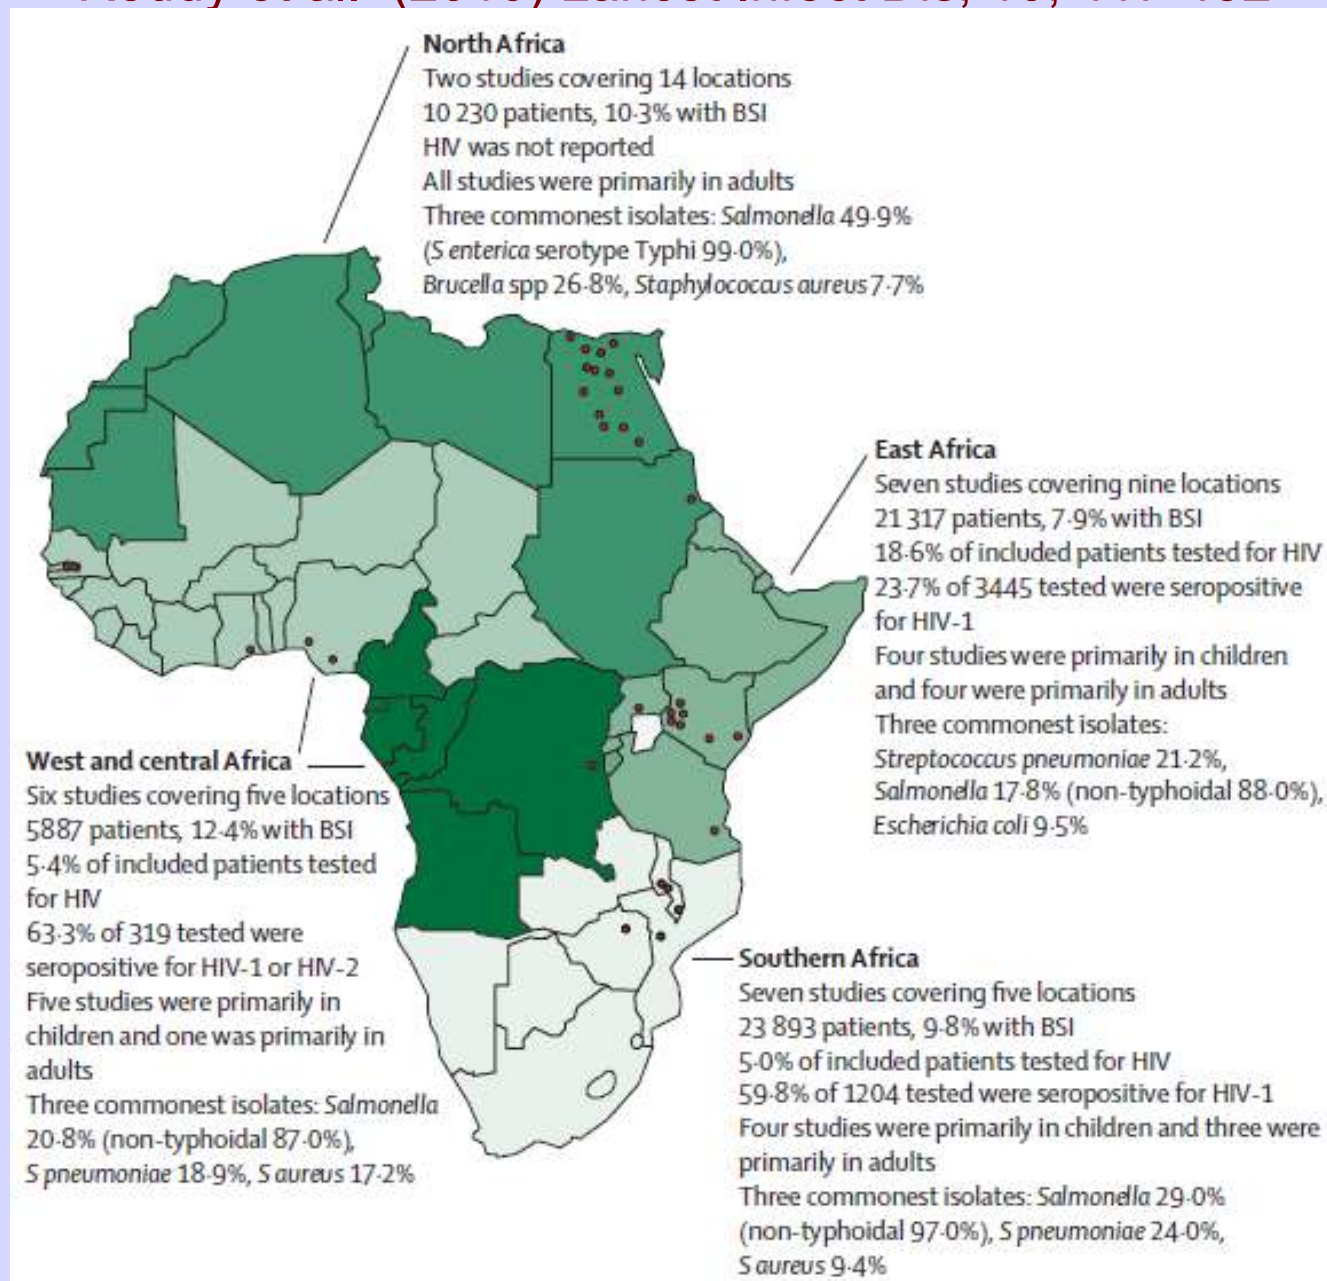 North Africa
Two studies covering 14 locations
10 230 patients, 10·3% with BSI
HIV was not reported
All studies were primarily in adults
Three commonest isolates: Salmonella 49·9%
(S enterica serotype Typhi 99·0%),
Brucella spp 26·8%, Staphylococcus aureus 7·7%
East Africa
Seven studies covering nine locations
21 317 patients, 7·9% with BSI
18·6% of included patients tested for HIV
23·7% of 3445 tested were seropositive
for HIV-1
Four studies were primarily in children
and four were primarily in adults
Three commonest isolates:
Streptococcus pneumoniae 21·2%,
Salmonella 17·8% (non-typhoidal 88·0%),
Escherichia coli 9·5%
West and central Africa
Six studies covering five locations
5887 patients, 12·4% with BSI
5·4% of included patients tested
for HIV
63·3% of 319 tested were
seropositive for HIV-1 or HIV-2
Five studies were primarily in
children and one was primarily in
adults
Three commonest isolates: Salmonella
20·8% (non-typhoidal 87·0%),
S pneumoniae 18·9%, S aureus 17·2%
Southern Africa
Seven studies covering five locations
23 893 patients, 9·8% with BSI
5·0% of included patients tested for HIV
59·8% of 1204 tested were seropositive for HIV-1
Four studies were primarily in children and three were
primarily in adults
Three commonest isolates: Salmonella 29·0%
(non-typhoidal 97·0%), S pneumoniae 24·0%,
S aureus 9·4%